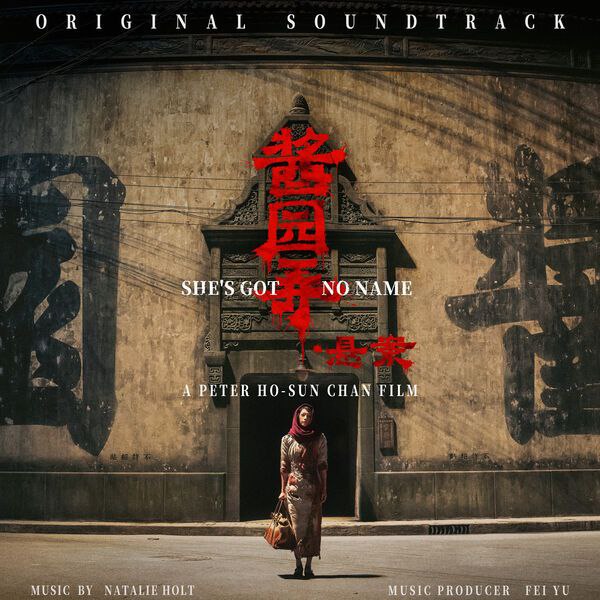 ORIGINAL SOUNDTRACK
酱园弄
SHE'S GOT NO NAME
·悬案
A PETER HO-SUN CHAN FILM
MUSIC BY NATALIE HOLT
MUSIC PRODUCER FEI YU